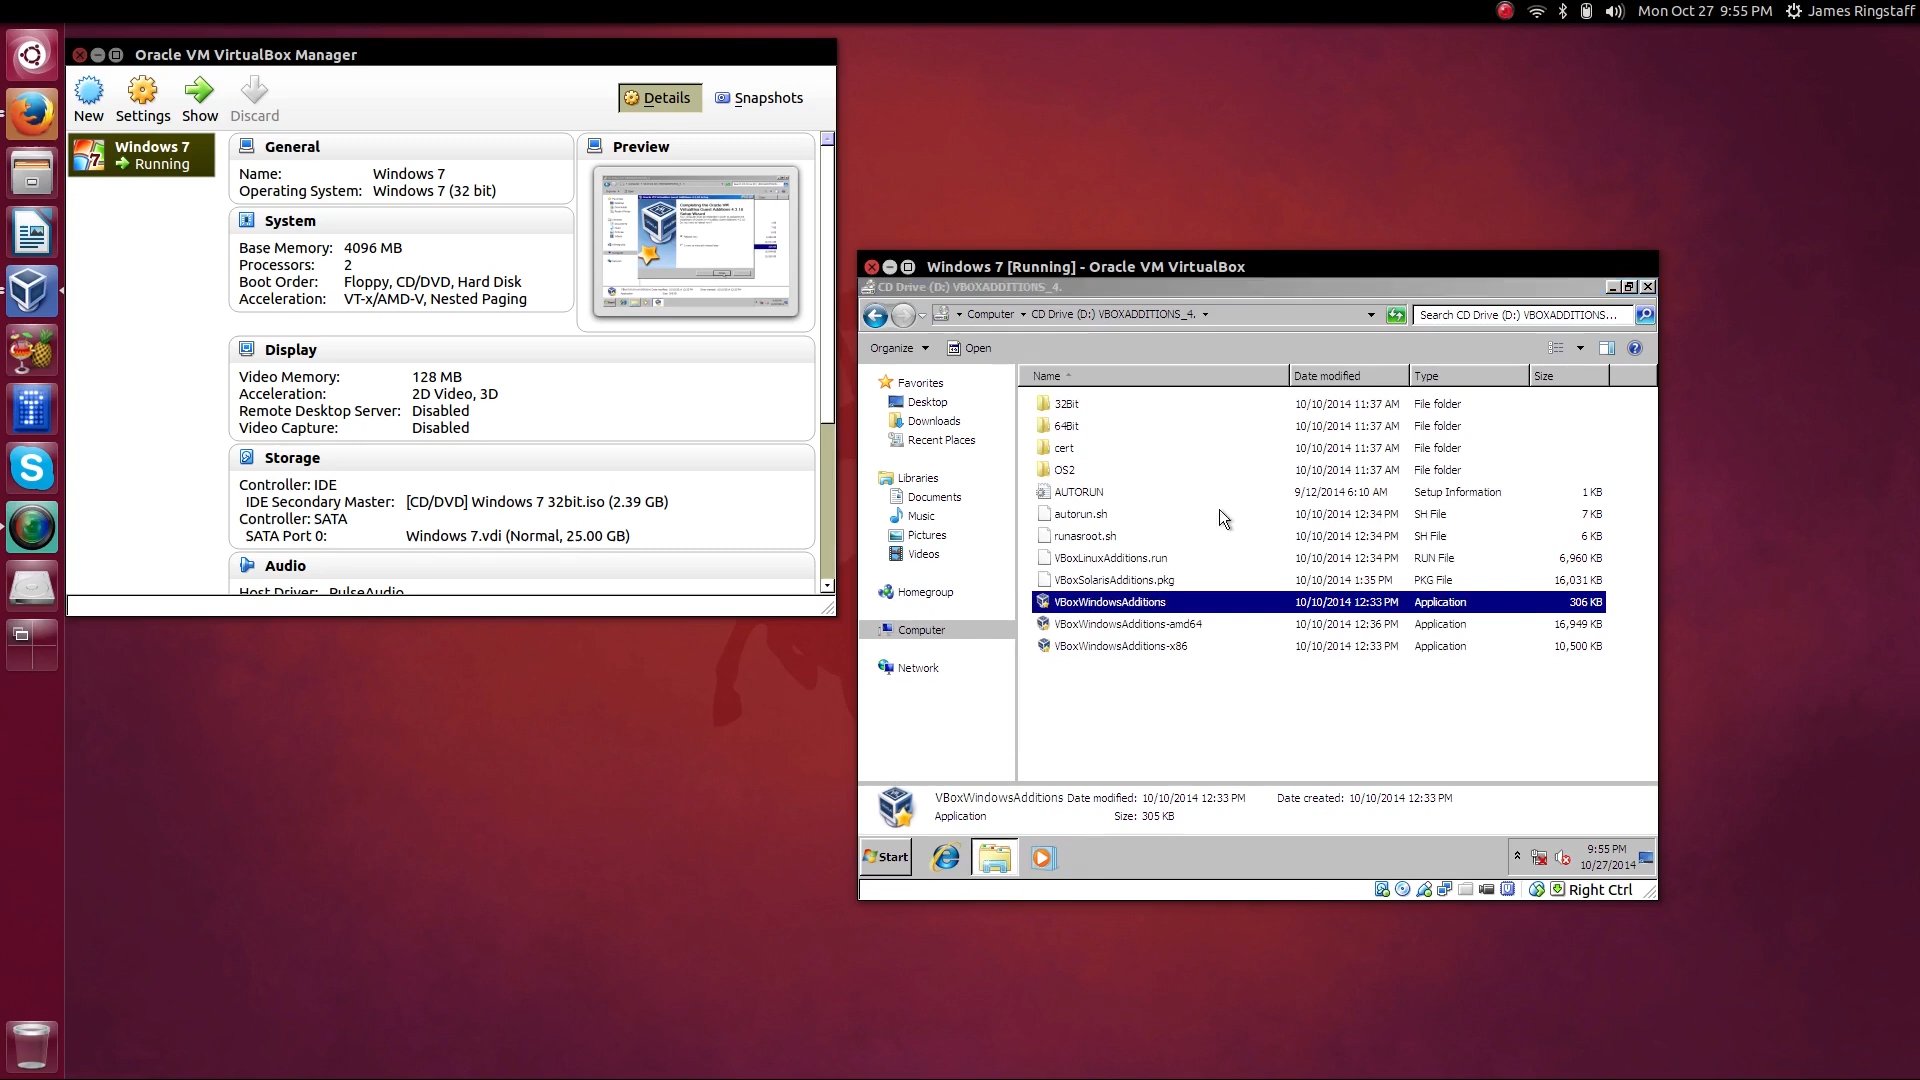 Mon Oct 27 9:55 PM James Ringstaff
Oracle VM VirtualBox Manager
New Settings Show Discard
Details Snapshots
Windows 7
Running
General
Name: Windows 7
Operating System: Windows 7 (32 bit)
System
Base Memory: 4096 MB
Processors: 2
Boot Order: Floppy, CD/DVD, Hard Disk
Acceleration: VT-x/AMD-V, Nested Paging
Preview
Display
Video Memory: 128 MB
Acceleration: 2D Video, 3D
Remote Desktop Server: Disabled
Video Capture: Disabled
Storage
Controller: IDE
IDE Secondary Master: [CD/DVD] Windows 7 32bit.iso (2.39 GB)
Controller: SATA
SATA Port 0: Windows 7.vdi (Normal, 25.00 GB)
Audio
Host Driver: PulseAudio
Windows 7 [Running] - Oracle VM VirtualBox
CD Drive (D:) VBOXADDITIONS_4.
Computer CD Drive (D:) VBOXADDITIONS_4. Search CD Drive (D:) VBOXADDITIONS...
Organize Open
Favorites
Desktop
Downloads
Recent Places
Libraries
Documents
Music
Pictures
Videos
Homegroup
Computer
Network
Name Date modified Type Size
32Bit 10/10/2014 11:37 AM File folder
64Bit 10/10/2014 11:37 AM File folder
cert 10/10/2014 11:37 AM File folder
OS2 10/10/2014 11:37 AM File folder
AUTORUN 9/12/2014 6:10 AM Setup Information 1 KB
autorun.sh 10/10/2014 12:34 PM SH File 7 KB
runasroot.sh 10/10/2014 12:34 PM SH File 6 KB
VBoxLinuxAdditions.run 10/10/2014 12:34 PM RUN File 6,960 KB
VBoxSolarisAdditions.pkg 10/10/2014 1:35 PM PKG File 16,031 KB
VBoxWindowsAdditions 10/10/2014 12:33 PM Application 306 KB
VBoxWindowsAdditions-amd64 10/10/2014 12:36 PM Application 16,949 KB
VBoxWindowsAdditions-x86 10/10/2014 12:33 PM Application 10,500 KB
VBoxWindowsAdditions Date modified: 10/10/2014 12:33 PM Date created: 10/10/2014 12:33 PM
Application Size: 305 KB
Start
9:55 PM
10/27/2014
Right Ctrl